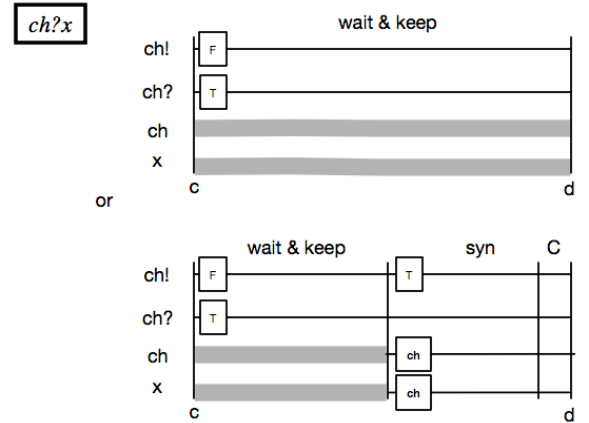 ch?x
wait & keep
ch! F
ch? T
ch
x
c d
or
wait & keep syn C
ch! F T
ch? T
ch ch
x ch
c d